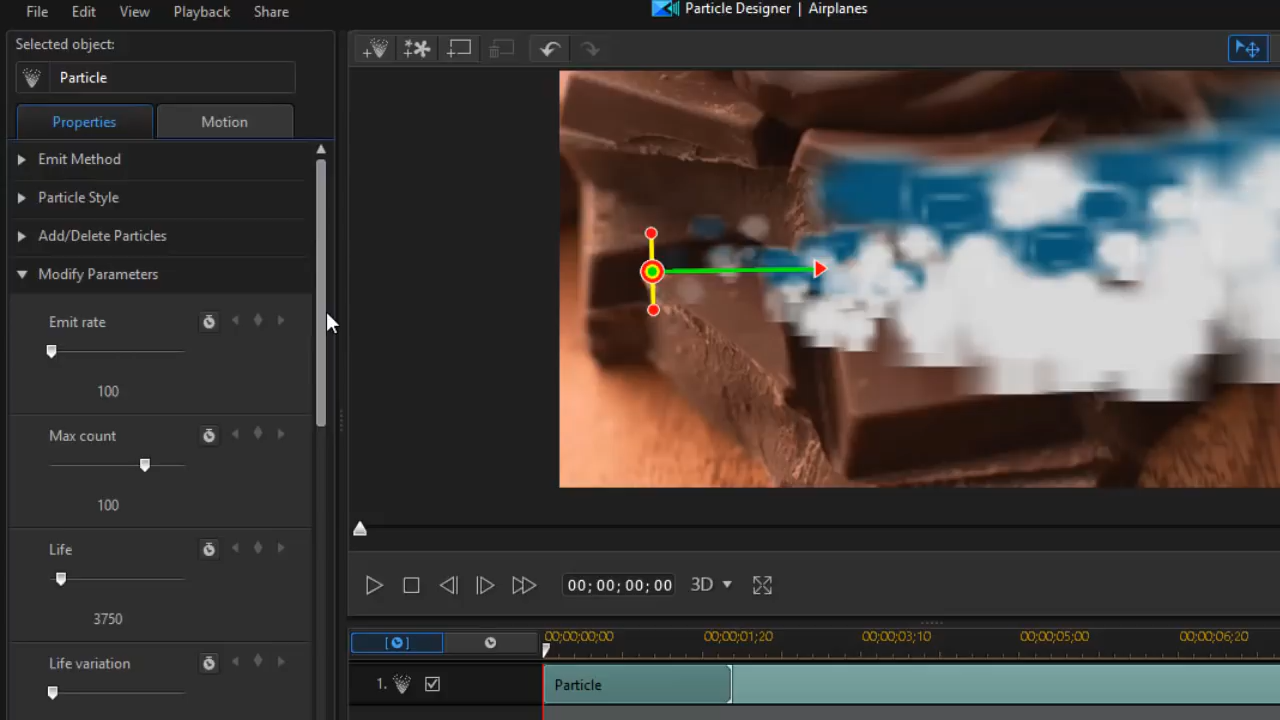 File Edit View Playback Share
Particle Designer | Airplanes
Selected object:
Particle
Properties Motion
Emit Method
Particle Style
Add/Delete Particles
Modify Parameters
Emit rate
100
Max count
100
Life
3750
Life variation
00;00;00;00 3D
00;00;00;00 00;00;01;20 00;00;03;10 00;00;05;00 00;00;06;20
1. Particle